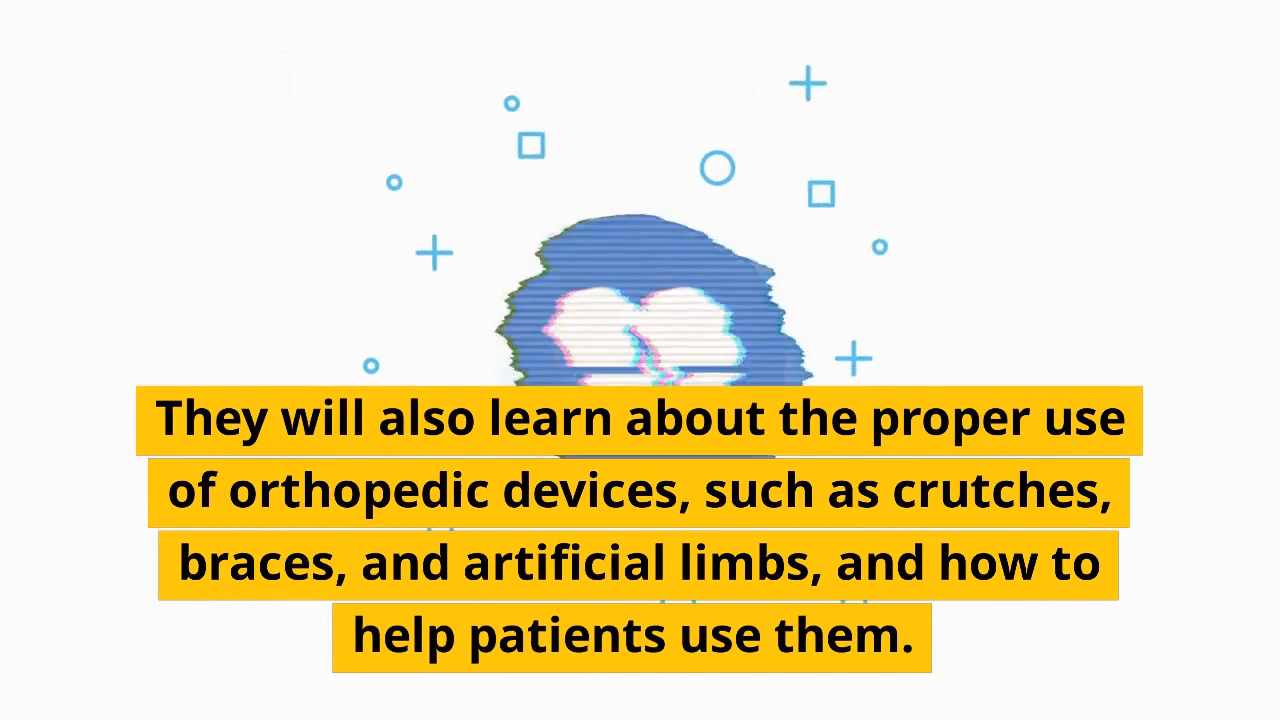 They will also learn about the proper use
of orthopedic devices, such as crutches,
braces, and artificial limbs, and how to
help patients use them.